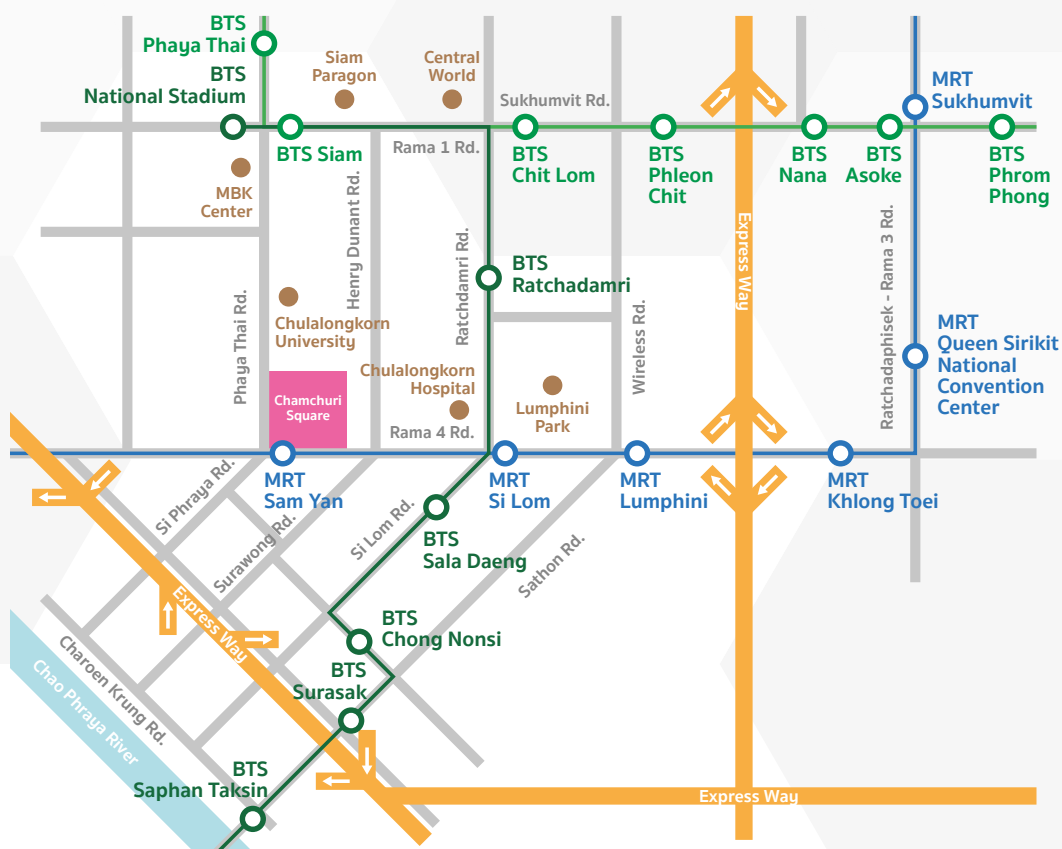 BTS
Phaya Thai
BTS
National Stadium
Siam
Paragon
Central
World
Sukhumvit Rd.
MRT
Sukhumvit
BTS Siam
Rama 1 Rd.
BTS
Chit Lom
BTS
Phleon
Chit
BTS
Nana
BTS
Asoke
BTS
Phrom
Phong
MBK
Center
Henry Dunant Rd.
Ratchdamri Rd.
BTS
Ratchadamri
Express Way
Ratchadaphisek - Rama 3 Rd.
Phaya Thai Rd.
Chulalongkorn
University
Wireless Rd.
MRT
Queen Sirikit
National
Convention
Center
Chulalongkorn
Hospital
Chamchuri
Square
Lumphini
Park
Rama 4 Rd.
MRT
Sam Yan
MRT
Si Lom
MRT
Lumphini
MRT
Khlong Toei
Si Phraya Rd.
Surawong Rd.
Si Lom Rd.
BTS
Sala Daeng
Sathon Rd.
Express Way
BTS
Chong Nonsi
BTS
Surasak
Charoen Krung Rd.
Chao Phraya River
BTS
Saphan Taksin
Express Way